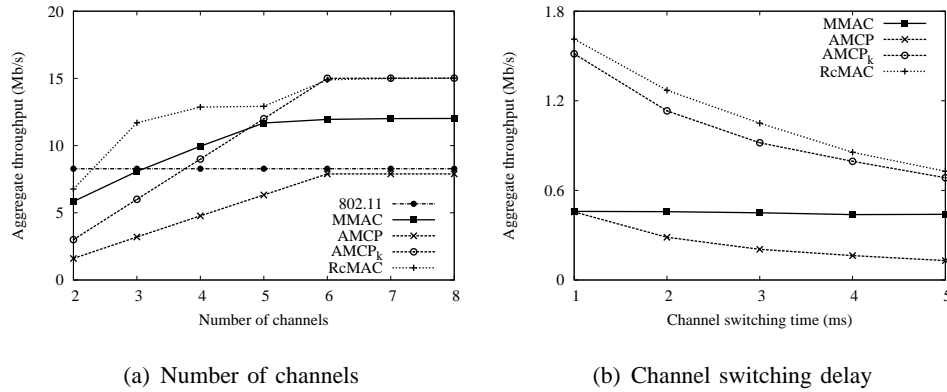 Aggregate throughput (Mb/s)
20
15
10
5
0
802.11
MMAC
AMCP
AMCPk
RcMAC
2 3 4 5 6 7 8
Number of channels
(a) Number of channels
Aggregate throughput (Mb/s)
1.8
1.2
0.6
0
MMAC
AMCP
AMCPk
RcMAC
1 2 3 4 5
Channel switching time (ms)
(b) Channel switching delay